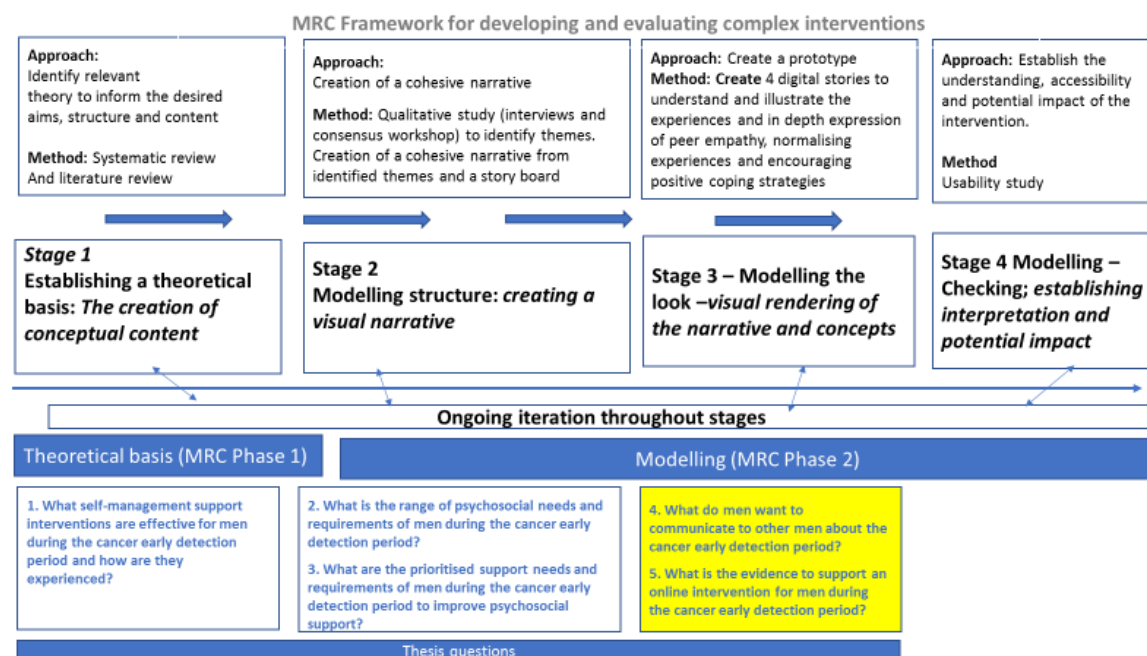 MRC Framework for developing and evaluating complex interventions
Approach:
Identify relevant
theory to inform the desired
aims, structure and content
Method: Systematic review
And literature review
Approach:
Creation of a cohesive narrative
Method: Qualitative study (interviews and
consensus workshop) to identify themes.
Creation of a cohesive narrative from
identified themes and a story board
Approach: Create a prototype
Method: Create 4 digital stories to
understand and illustrate the
experiences and in depth expression
of peer empathy, normalising
experiences and encouraging
positive coping strategies
Approach: Establish the
understanding, accessibility
and potential impact of the
intervention.
Method
Usability study
Stage 1
Establishing a theoretical
basis: The creation of
conceptual content
Stage 2
Modelling structure: creating a
visual narrative
Stage 3 – Modelling the
look –visual rendering of
the narrative and concepts
Stage 4 Modelling –
Checking; establishing
interpretation and
potential impact
Ongoing iteration throughout stages
Theoretical basis (MRC Phase 1)
Modelling (MRC Phase 2)
1. What self-management support
interventions are effective for men
during the cancer early detection
period and how are they
experienced?
2. What is the range of psychosocial needs and
requirements of men during the cancer early
detection period?
3. What are the prioritised support needs and
requirements of men during the cancer early
detection period to improve psychosocial
support?
4. What do men want to
communicate to other men about the
cancer early detection period?
5. What is the evidence to support an
online intervention for men during
the cancer early detection period?
Thesis questions